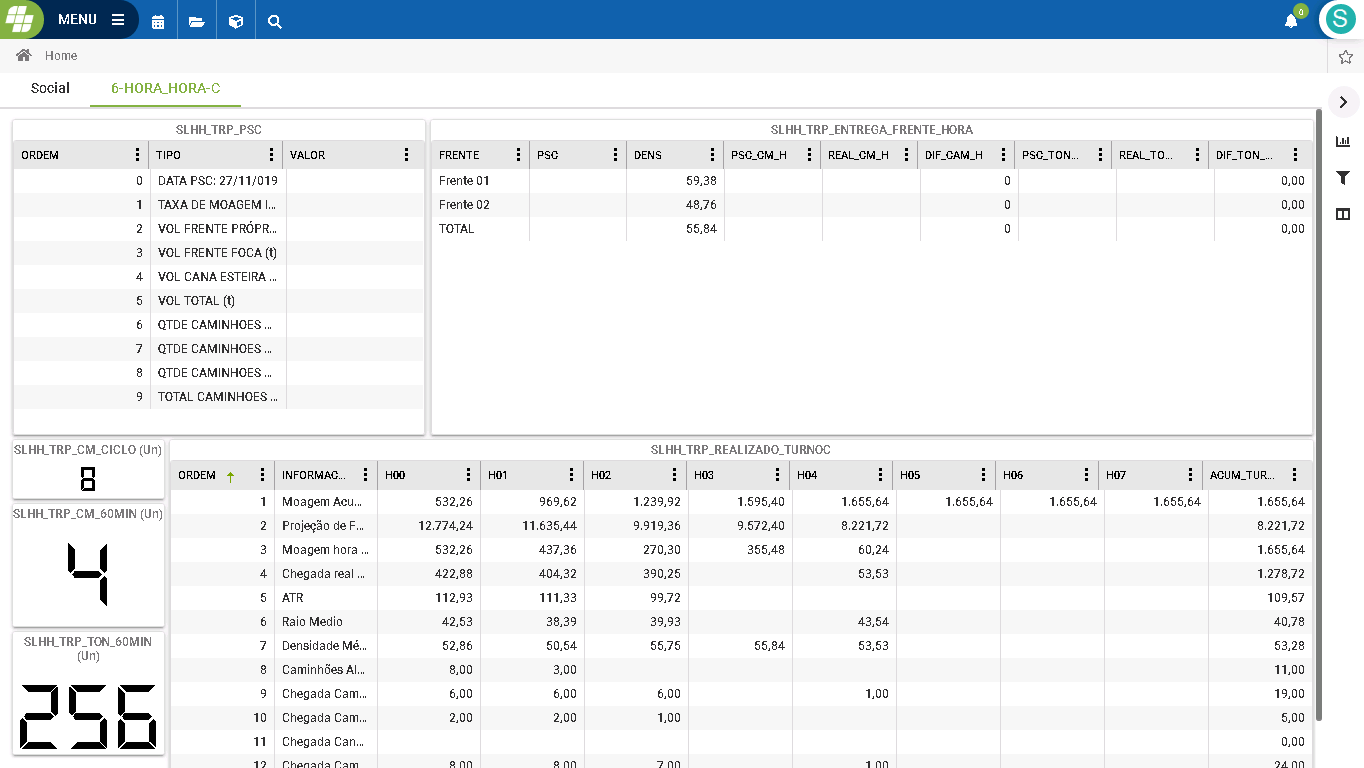 MENU
0
S
Home
Social 6-HORA_HORA-C
SLHH_TRP_PSC
ORDEM TIPO VALOR
0 DATA PSC: 27/11/019
1 TAXA DE MOAGEM I...
2 VOL FRENTE PRÓPR...
3 VOL FRENTE FOCA (t)
4 VOL CANA ESTEIRA ...
5 VOL TOTAL (t)
6 QTDE CAMINHOES ...
7 QTDE CAMINHOES ...
8 QTDE CAMINHOES ...
9 TOTAL CAMINHOES ...
SLHH_TRP_ENTREGA_FRENTE_HORA
FRENTE PSC DENS PSC_CM_H REAL_CM_H DIF_CAM_H PSC_TON... REAL_TO... DIF_TON_...
Frente 01 59,38 0 0,00
Frente 02 48,76 0 0,00
TOTAL 55,84 0 0,00
SLHH_TRP_CM_CICLO (Un)
8
SLHH_TRP_CM_60MIN (Un)
4
SLHH_TRP_TON_60MIN
(Un)
256
SLHH_TRP_REALIZADO_TURNOC
ORDEM INFORMAC... H00 H01 H02 H03 H04 H05 H06 H07 ACUM_TUR...
1 Moagem Acu... 532,26 969,62 1.239,92 1.595,40 1.655,64 1.655,64 1.655,64 1.655,64 1.655,64
2 Projeção de F... 12.774,24 11.635,44 9.919,36 9.572,40 8.221,72 8.221,72
3 Moagem hora ... 532,26 437,36 270,30 355,48 60,24 1.655,64
4 Chegada real ... 422,88 404,32 390,25 53,53 1.278,72
5 ATR 112,93 111,33 99,72 109,57
6 Raio Medio 42,53 38,39 39,93 43,54 40,78
7 Densidade Mé... 52,86 50,54 55,75 55,84 53,53 53,28
8 Caminhões Al... 8,00 3,00 11,00
9 Chegada Cam... 6,00 6,00 6,00 1,00 19,00
10 Chegada Cam... 2,00 2,00 1,00 5,00
11 Chegada Can... 0,00
12 Chegada Cam... 8,00 8,00 7,00 1,00 24,00